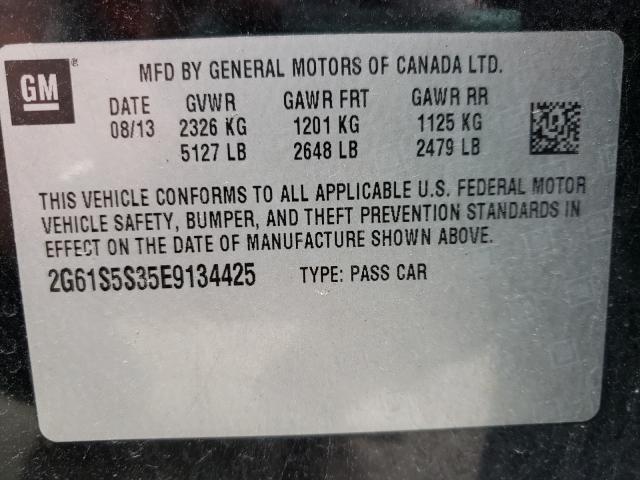 GM
®
MFD BY GENERAL MOTORS OF CANADA LTD.
DATE GVWR GAWR FRT GAWR RR
08/13 2326 KG 1201 KG 1125 KG
5127 LB 2648 LB 2479 LB
THIS VEHICLE CONFORMS TO ALL APPLICABLE U.S. FEDERAL MOTOR
VEHICLE SAFETY, BUMPER, AND THEFT PREVENTION STANDARDS IN
EFFECT ON THE DATE OF MANUFACTURE SHOWN ABOVE.
2G61S5S35E9134425 TYPE: PASS CAR